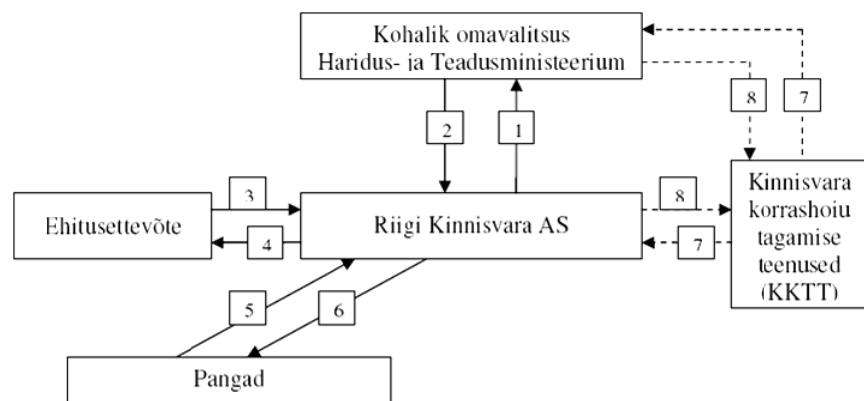 Kohalik omavalitsus
Haridus- ja Teadusministeerium
8
7
2
1
Kinnisvara
korrashoiu
tagamise
teenused
(KKTT)
3
Ehitusettevõte
4
Riigi Kinnisvara AS
8
7
5
6
Pangad